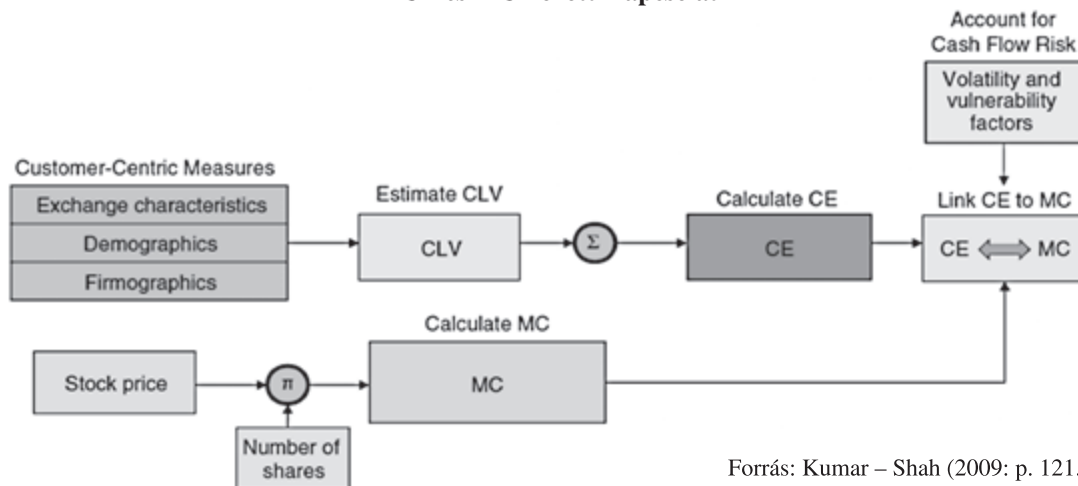 Account for
Cash Flow Risk
Volatility and
vulnerability
factors
Customer-Centric Measures
Exchange characteristics
Demographics
Firmographics
Estimate CLV
CLV
Σ
Calculate CE
CE
Link CE to MC
CE MC
Calculate MC
Stock price
π
MC
Number of
shares
Forrás: Kumar – Shah (2009: p. 121.